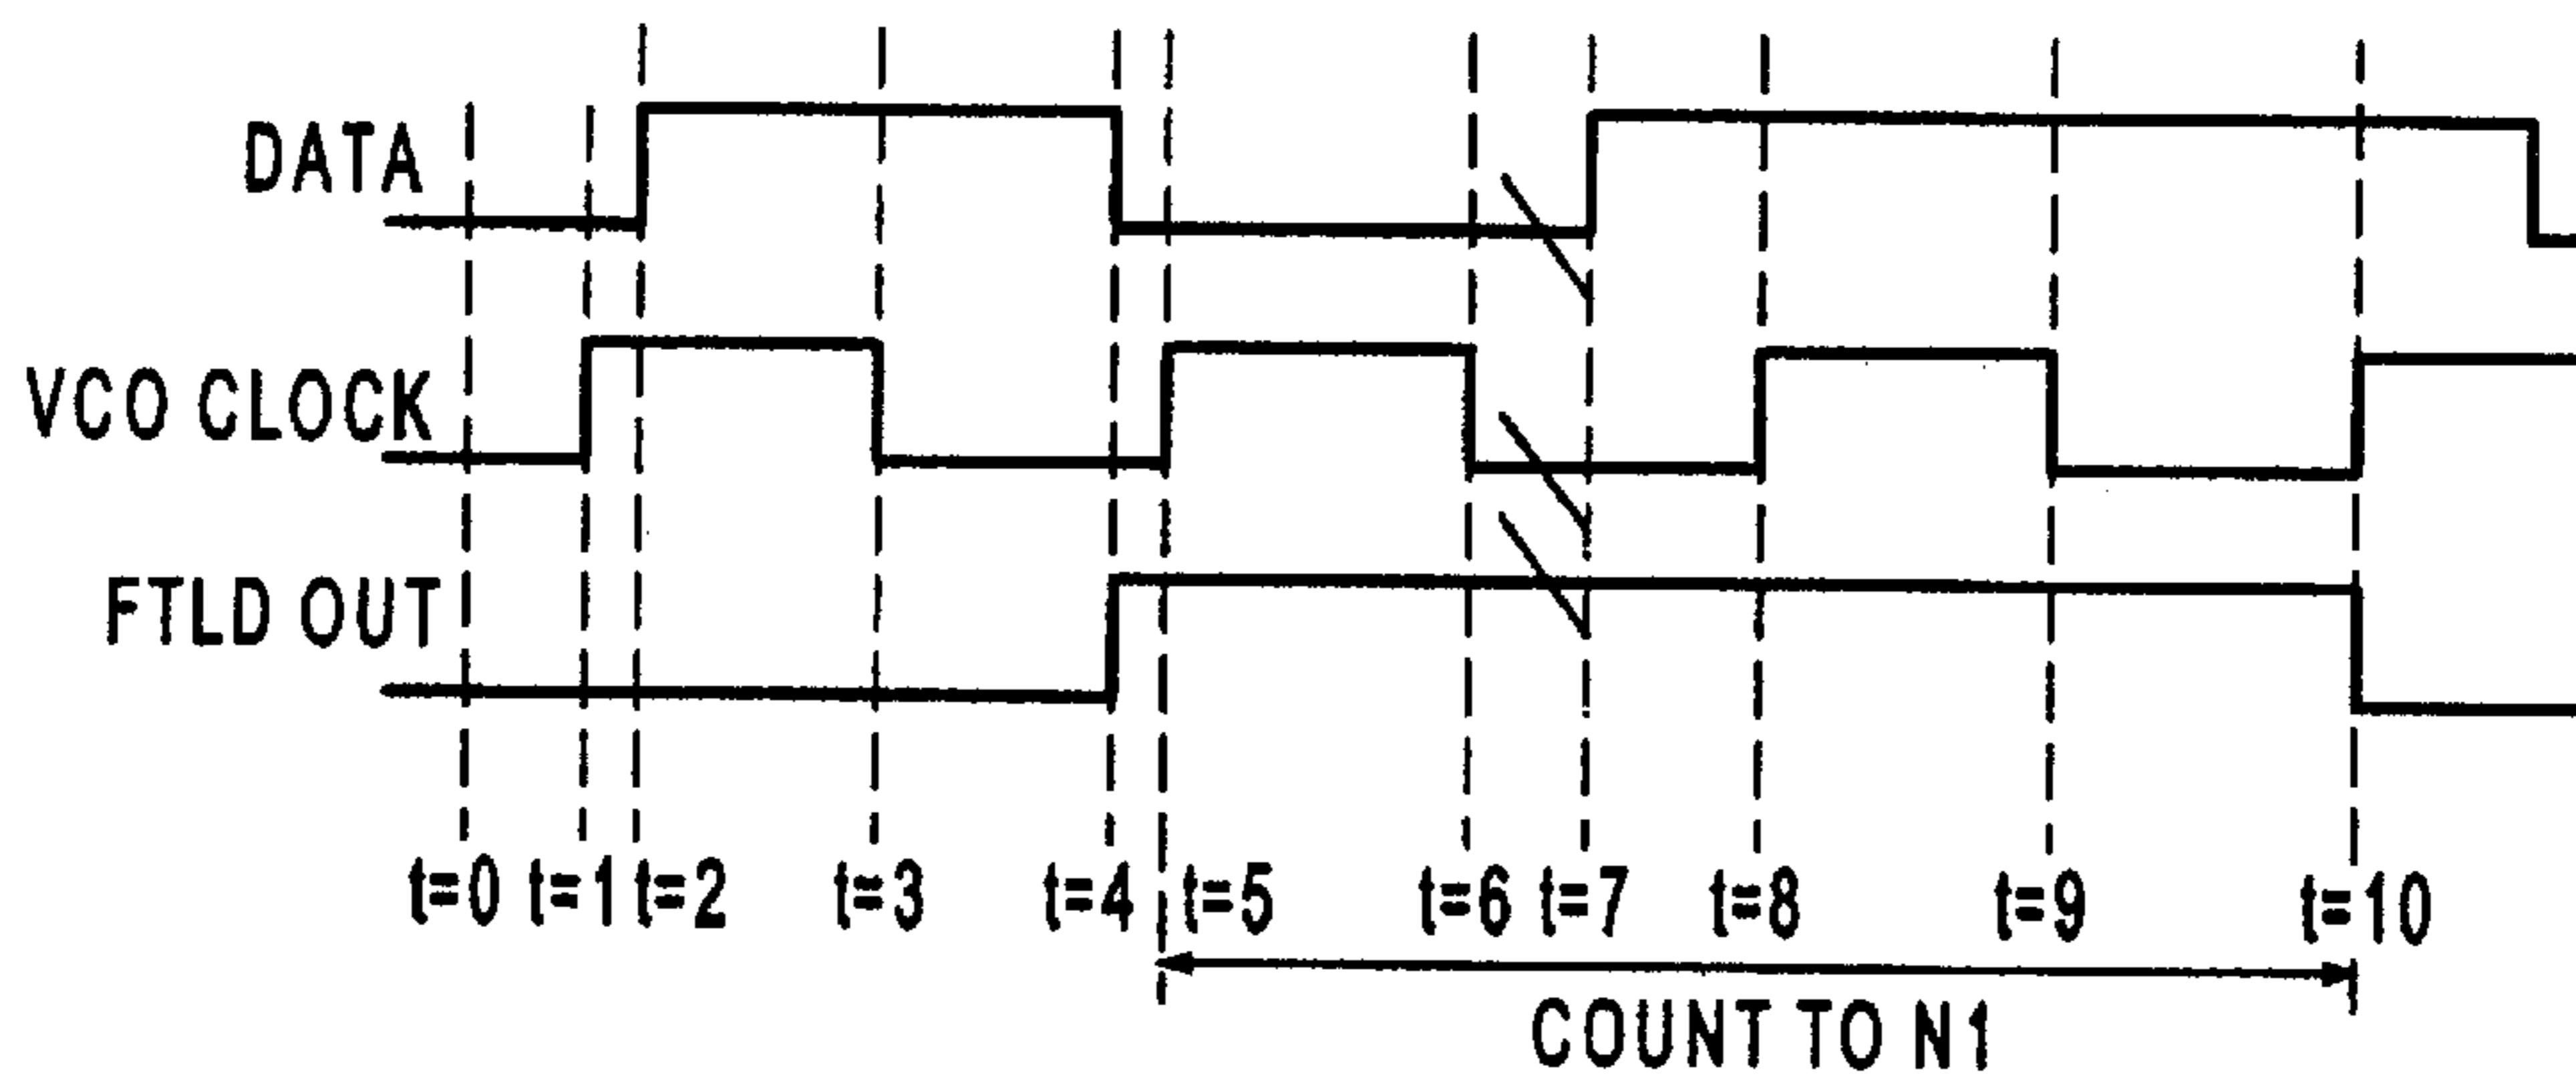 DATA
VCO CLOCK
FTLD OUT
t=0 t=1 t=2 t=3 t=4 t=5 t=6 t=7 t=8 t=9 t=10
COUNT TO N1